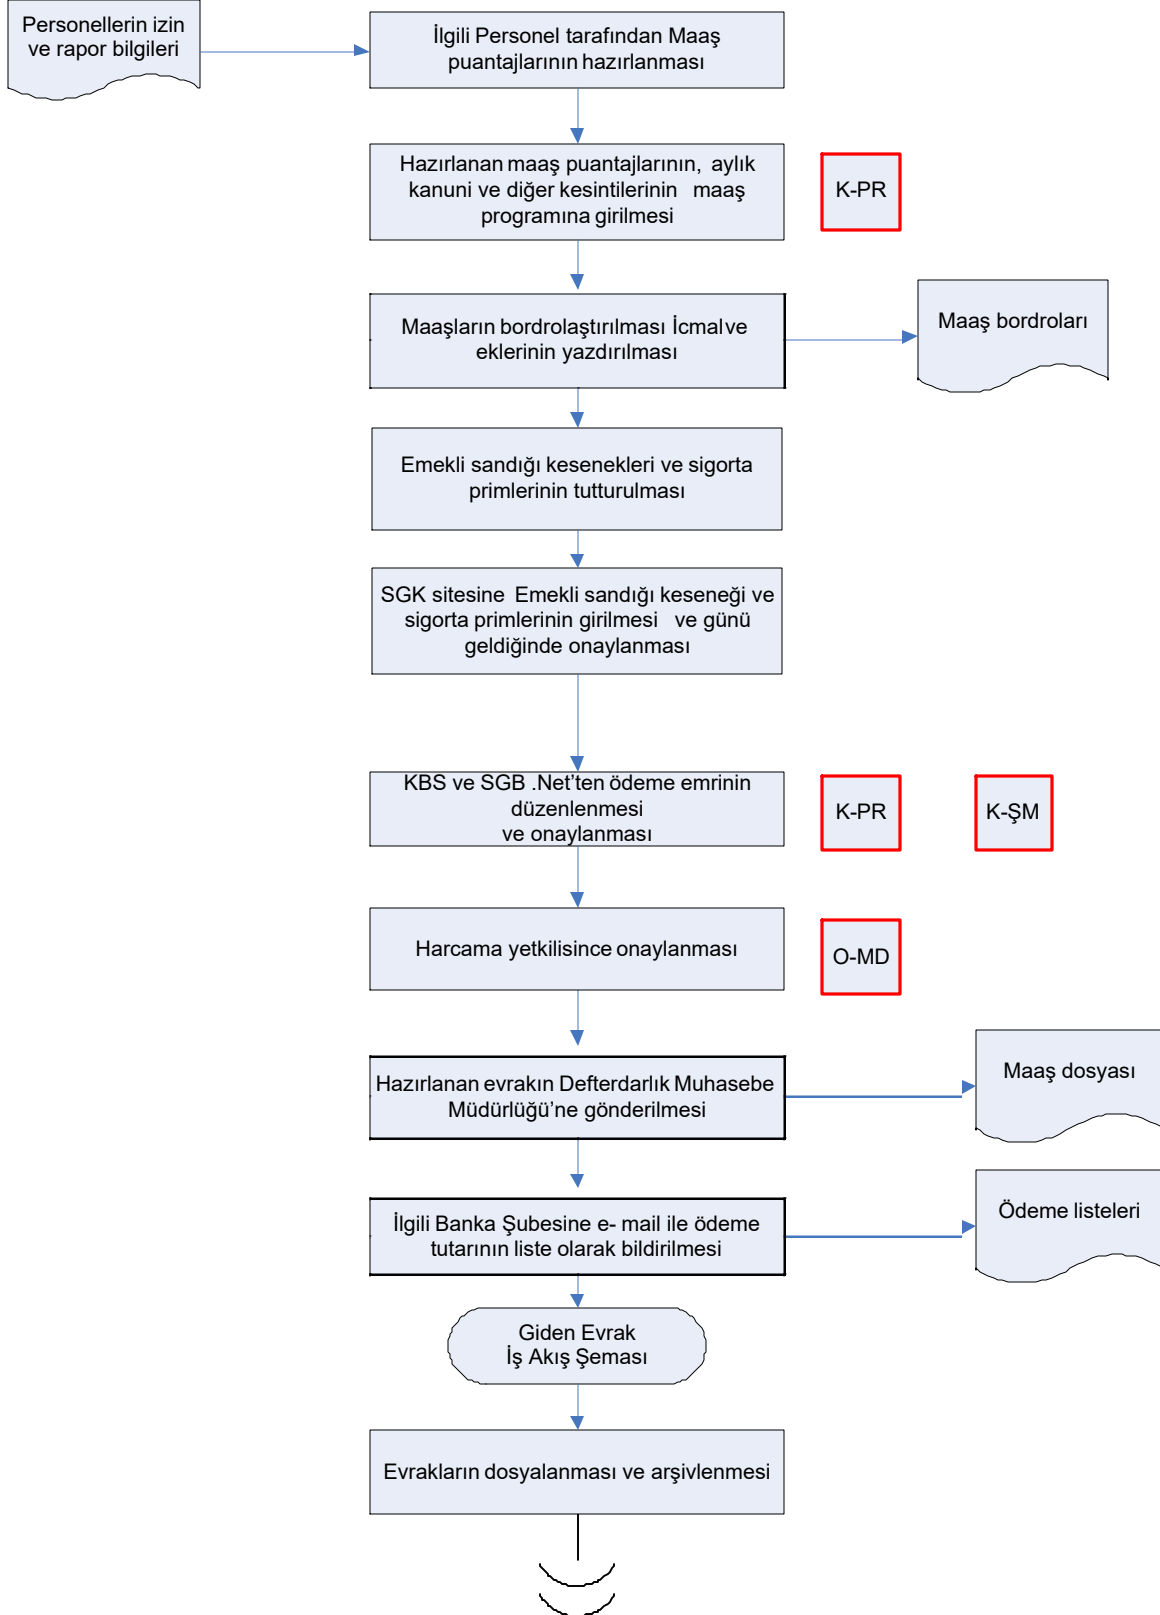 Personellerin izin
ve rapor bilgileri
İlgili Personel tarafından Maaş
puantajlarının hazırlanması
Hazırlanan maaş puantajlarının, aylık
kanuni ve diğer kesintilerinin maaş
programına girilmesi
K-PR
Maaşların bordrolaştırılması İcmalve
eklerinin yazdırılması
Maaş bordroları
Emekli sandığı kesenekleri ve sigorta
primlerinin tutturulması
SGK sitesine Emekli sandığı keseneği ve
sigorta primlerinin girilmesi ve günü
geldiğinde onaylanması
KBS ve SGB .Net’ten ödeme emrinin
düzenlenmesi
ve onaylanması
K-PR
K-ŞM
Harcama yetkilisince onaylanması
O-MD
Hazırlanan evrakın Defterdarlık Muhasebe
Müdürlüğü’ne gönderilmesi
Maaş dosyası
İlgili Banka Şubesine e- mail ile ödeme
tutarının liste olarak bildirilmesi
Ödeme listeleri
Giden Evrak
İş Akış Şeması
Evrakların dosyalanması ve arşivlenmesi